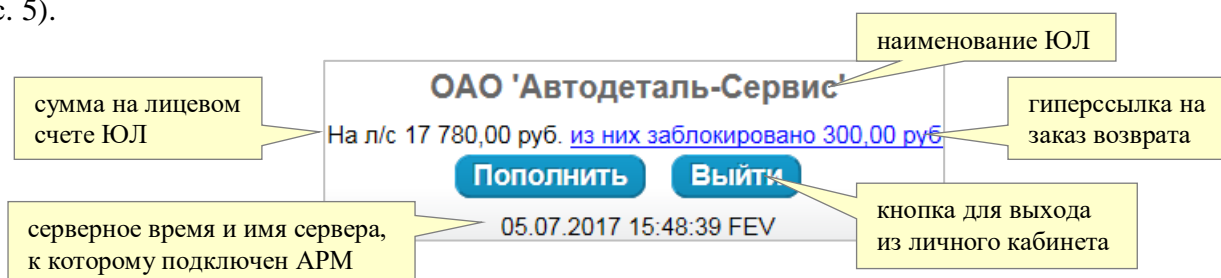 с. 5).
наименование ЮЛ
ОАО 'Автодеталь-Сервис'
сумма на лицевом
счете ЮЛ
гиперссылка на
заказ возврата
На л/с 17 780,00 руб. из них заблокировано 300,00 руб
Пополнить Выйти
кнопка для выхода
из личного кабинета
серверное время и имя сервера,
к которому подключен АРМ
05.07.2017 15:48:39 FEV